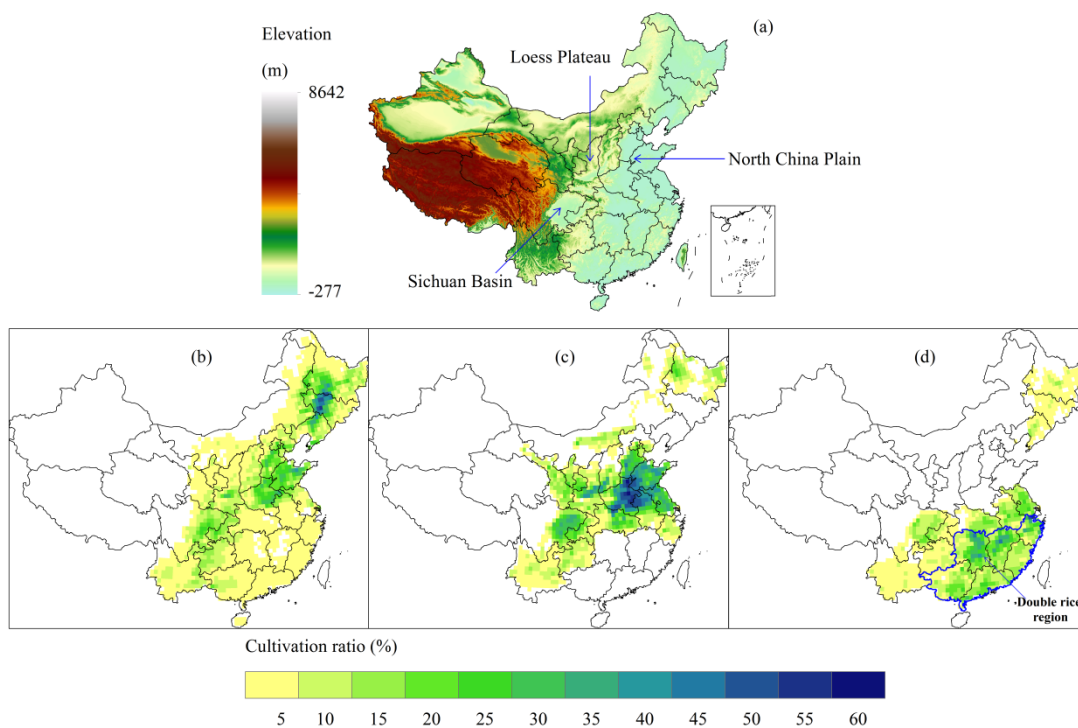 Elevation
(m)
8642
-277
(a)
Loess Plateau
North China Plain
Sichuan Basin
(b)
(c)
(d)
Double rice
region
Cultivation ratio (%)
5 10 15 20 25 30 35 40 45 50 55 60